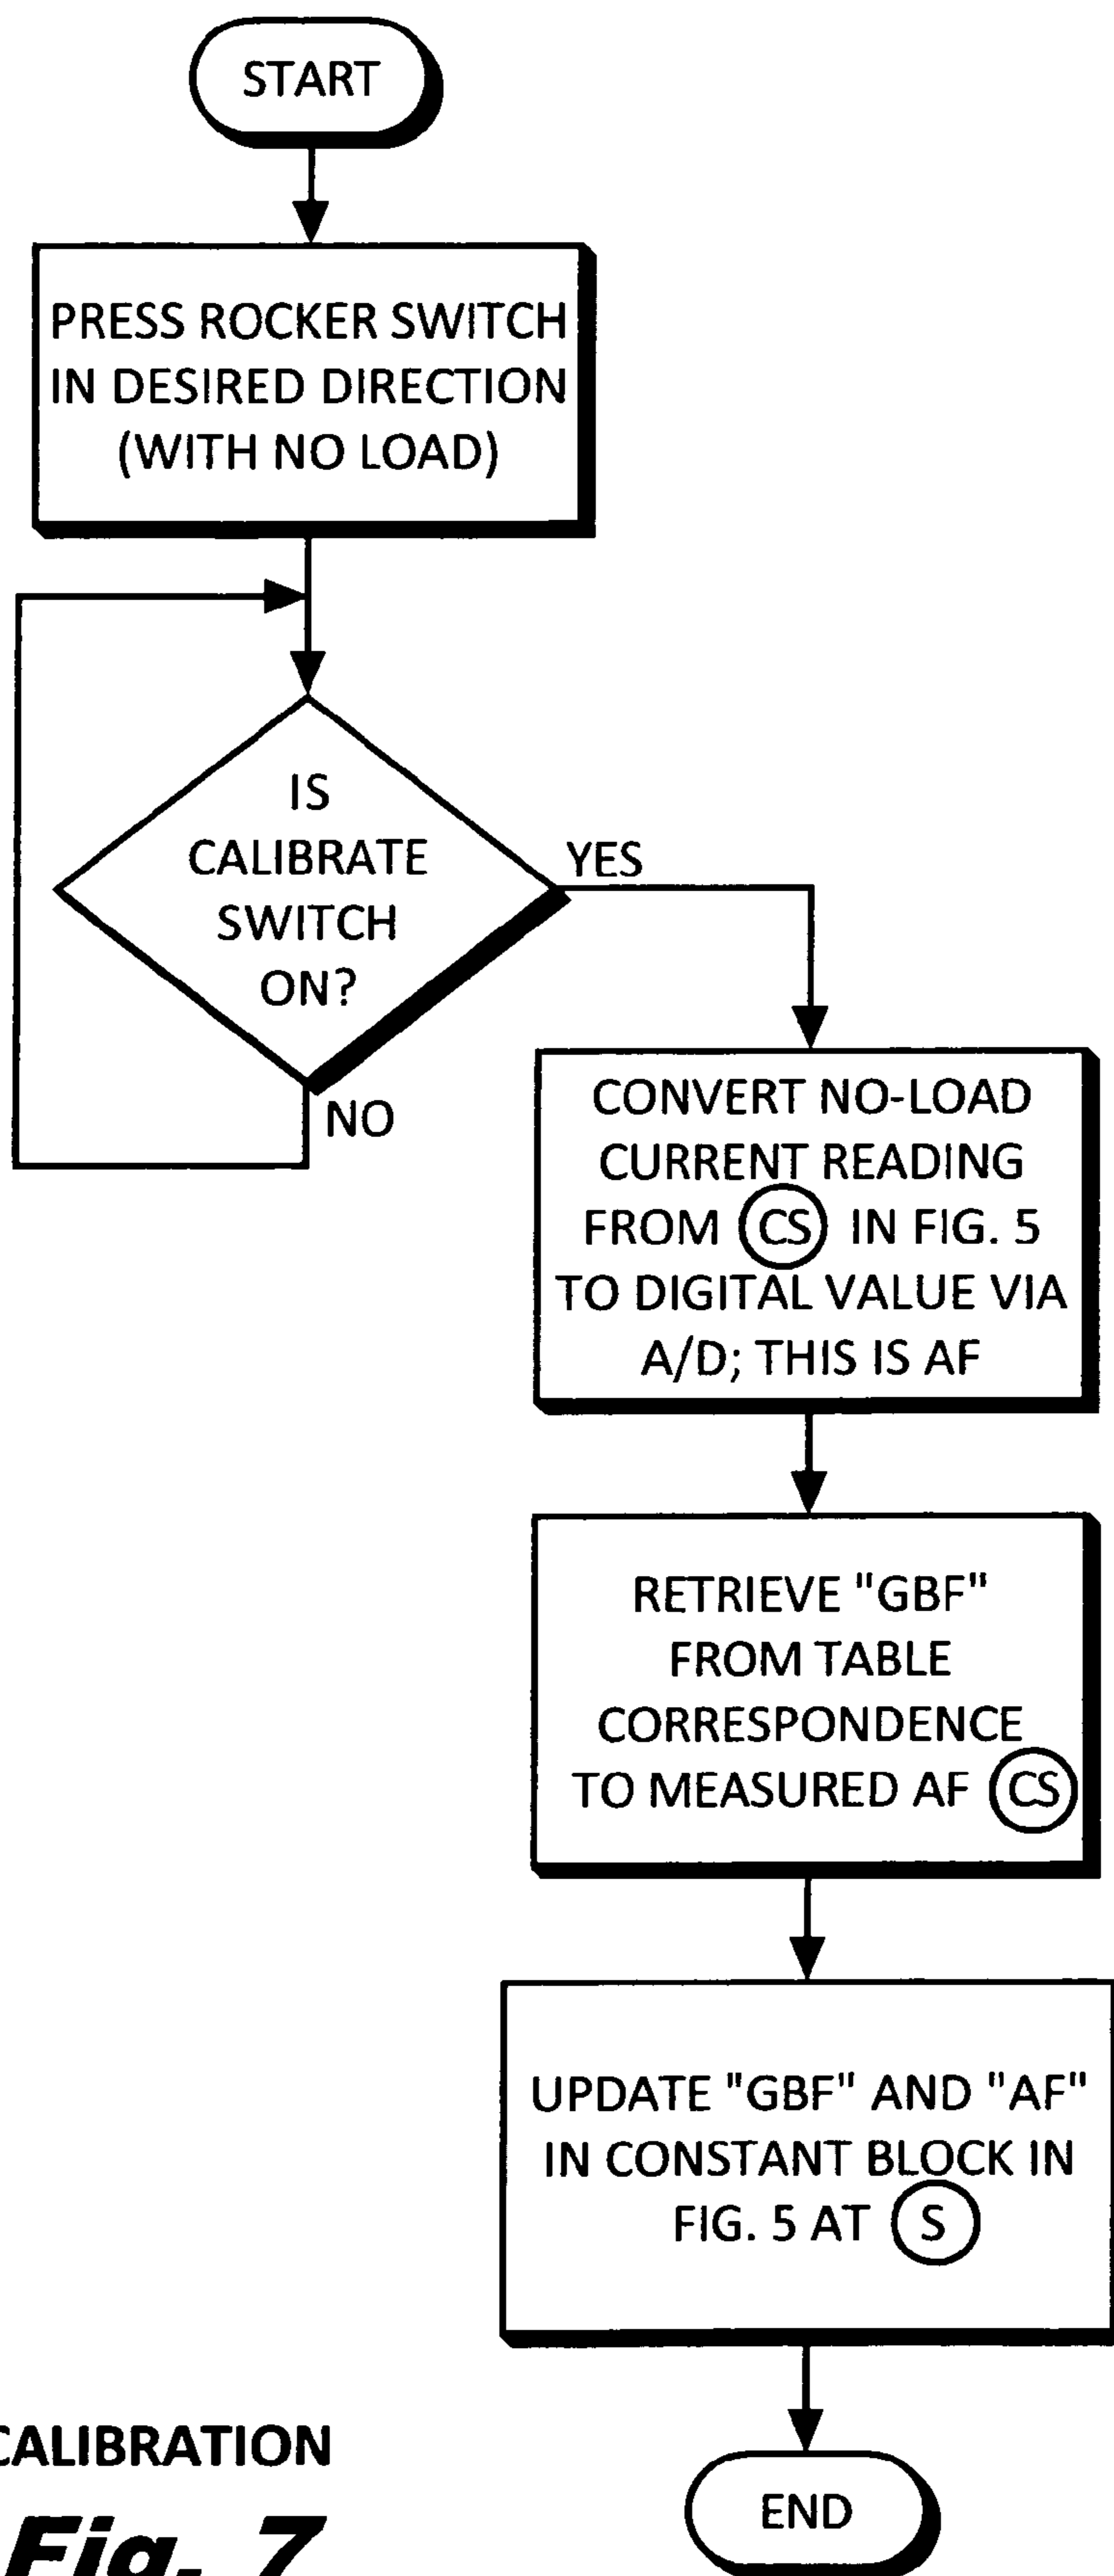 START
PRESS ROCKER SWITCH
IN DESIRED DIRECTION
(WITH NO LOAD)
IS
CALIBRATE
SWITCH
ON?
YES
NO
CONVERT NO-LOAD
CURRENT READING
FROM CS IN FIG. 5
TO DIGITAL VALUE VIA
A/D; THIS IS AF
RETRIEVE "GBF"
FROM TABLE
CORRESPONDENCE
TO MEASURED AF CS
UPDATE "GBF" AND "AF"
IN CONSTANT BLOCK IN
FIG. 5 AT S
END
CALIBRATION
Fig. 7